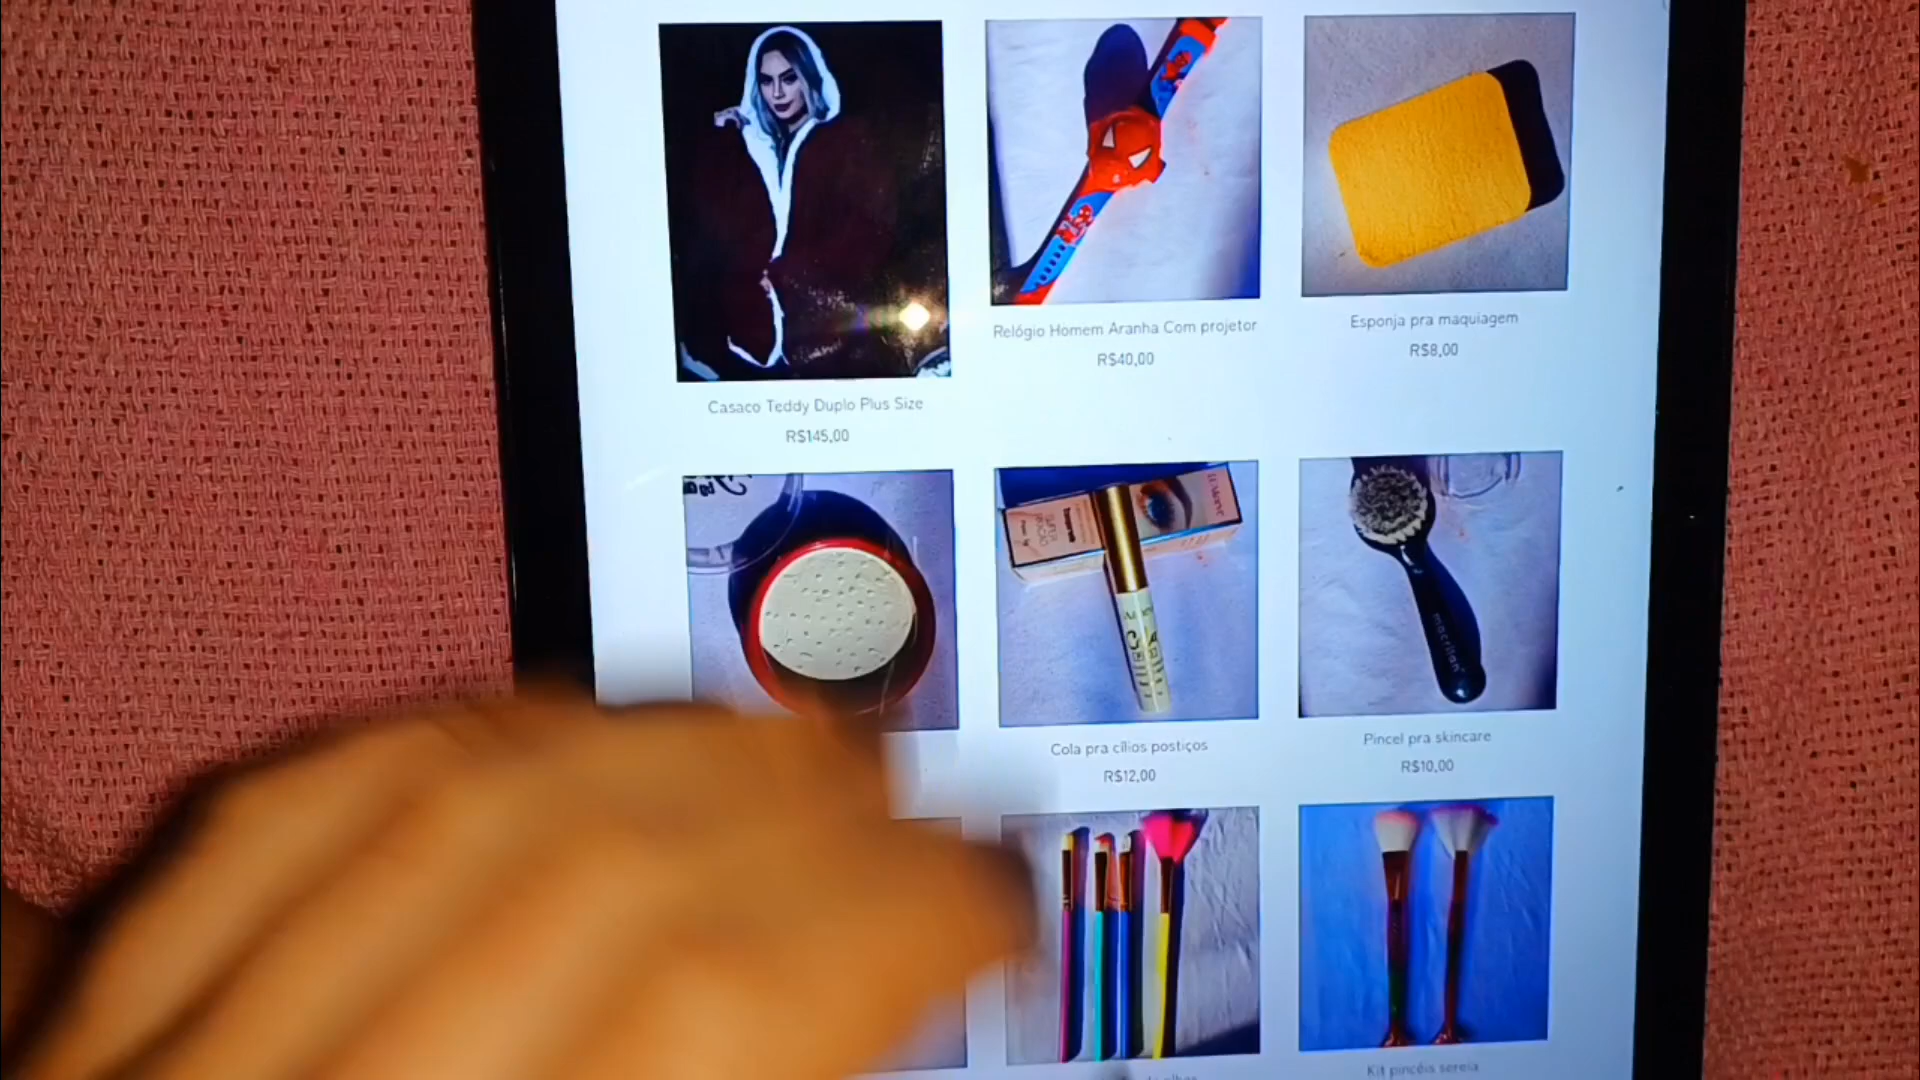 Casaco Teddy Duplo Plus Size
R$145,00
Relógio Homem Aranha Com projetor
R$40,00
Esponja pra maquiagem
R$8,00
Cola pra cílios postiços
R$12,00
macrilan
Pincel pra skincare
R$10,00
Kit pincéis sereia